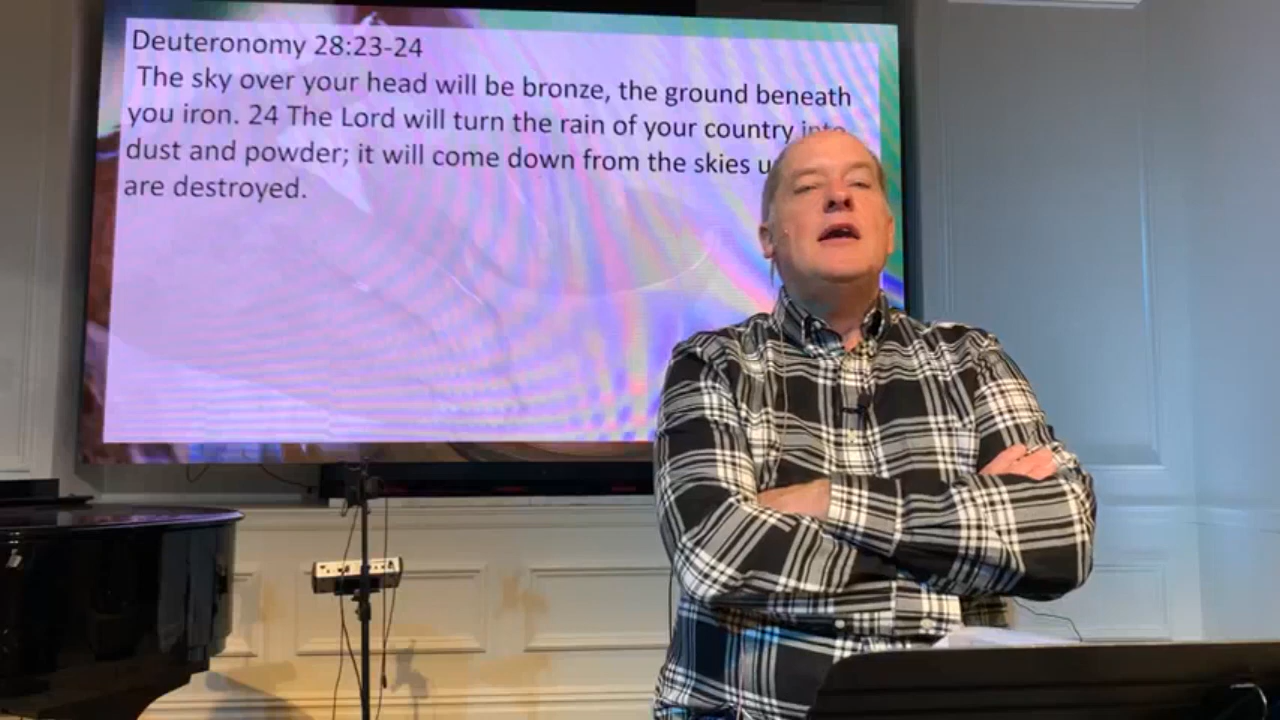 Deuteronomy 28:23-24
The sky over your head will be bronze, the ground beneath
you iron. 24 The Lord will turn the rain of your country into
dust and powder; it will come down from the skies
are destroyed.